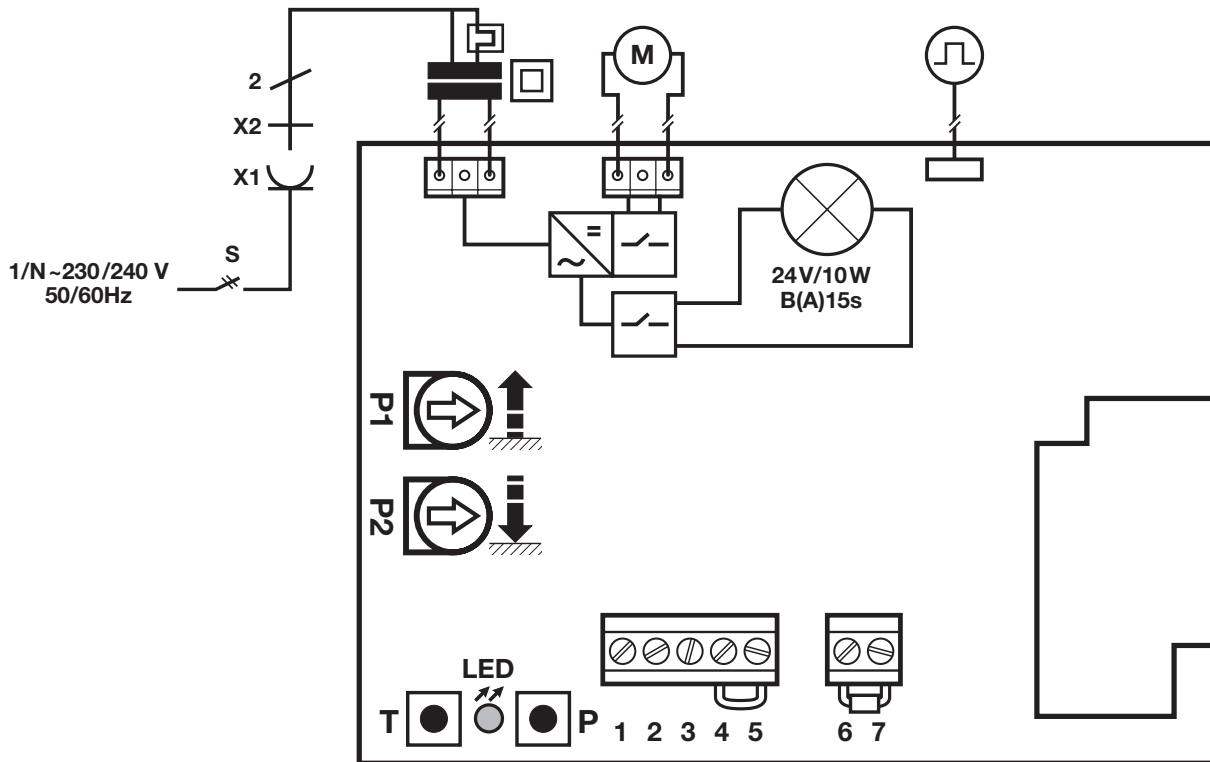 M
2
X2
X1
S
1/N ~230/240 V
50/60Hz
24V/10W
B(A)15s
P1
P2
LED
T
P
1 2 3 4 5
6 7